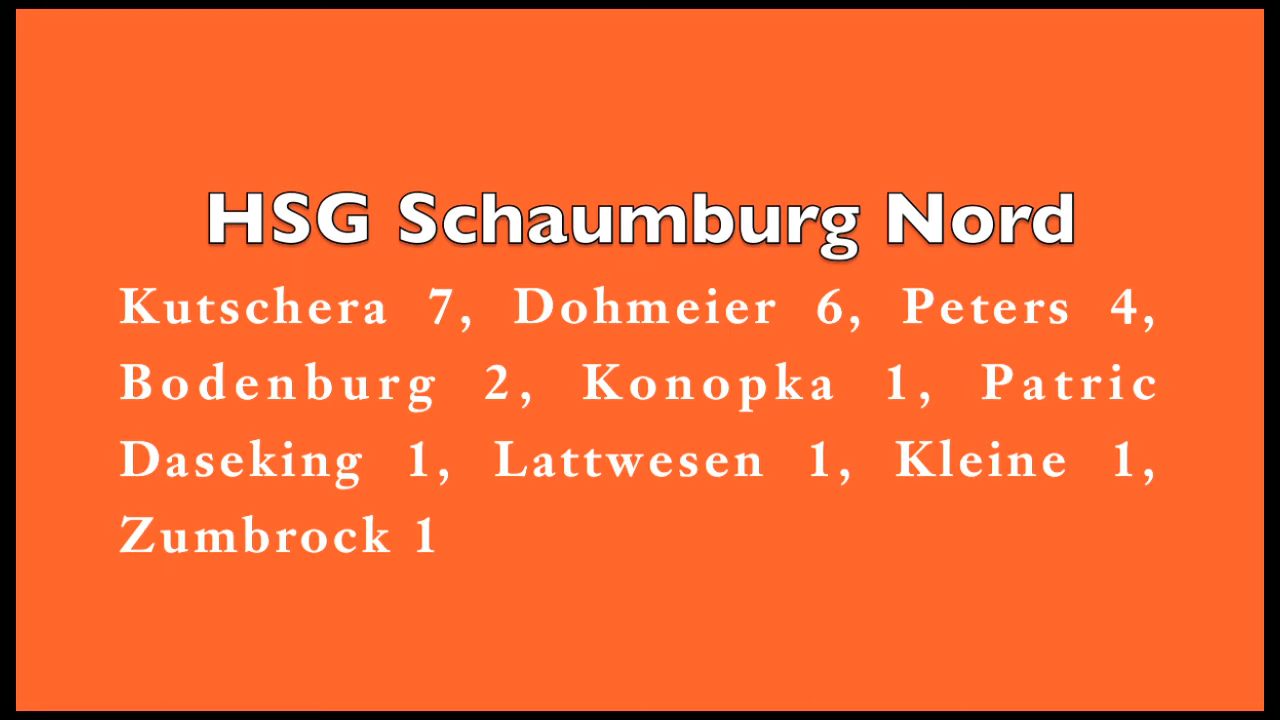 HSG Schaumburg Nord
Kutschera 7, Dohmeier 6, Peters 4,
Bodenburg 2, Konopka 1, Patric
Daseking 1, Lattwesen 1, Kleine 1,
Zumbrock 1